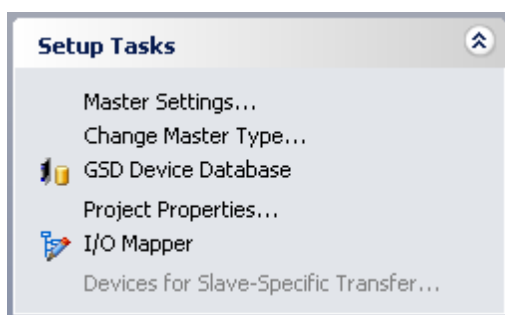 Setup Tasks
Master Settings...
Change Master Type...
GSD Device Database
Project Properties...
I/O Mapper
Devices for Slave-Specific Transfer...